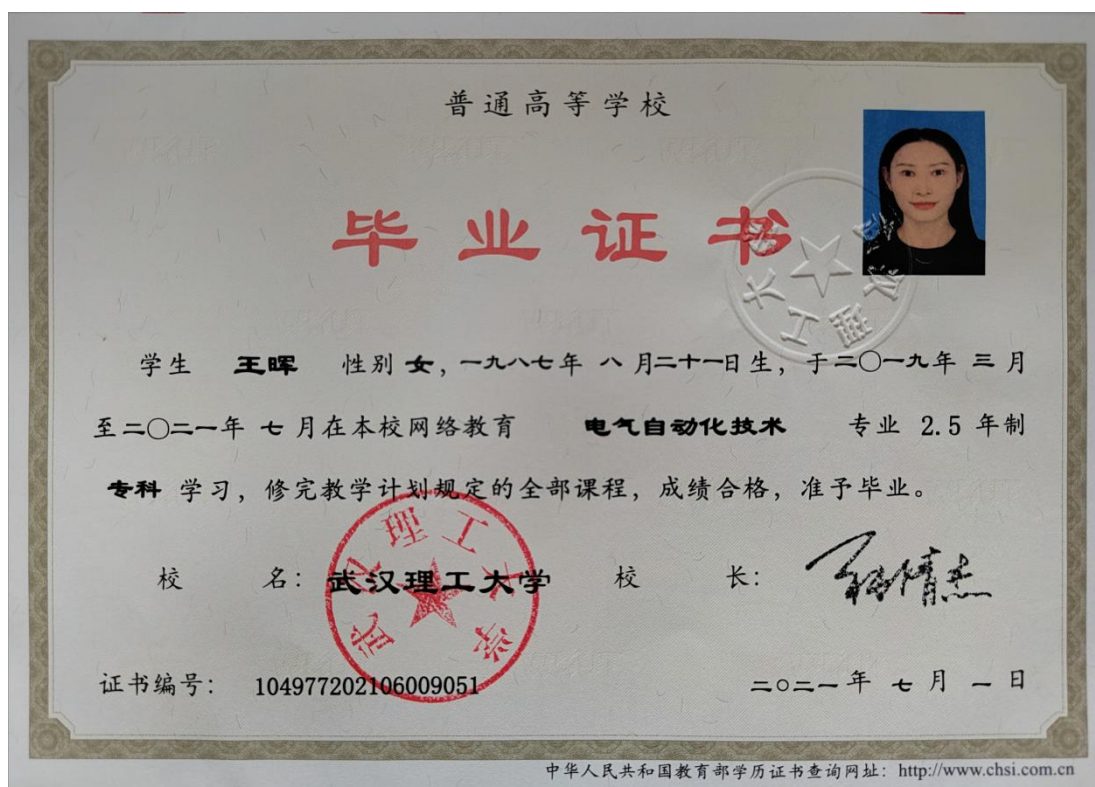 普通高等学校
毕业证书
学生 王晖 性别 女，一九八七年 八 月二十一日生，于二〇一九年 三 月
至二〇二一年 七 月在本校网络教育 电气自动化技术 专业 2.5 年制
专科 学习，修完教学计划规定的全部课程，成绩合格，准予毕业。
校 名：武汉理工大学 校 长：
武汉理工大学
证书编号： 104977202106009051 二〇二一 年 七 月 一 日
中华人民共和国教育部学历证书查询网址：http://www.chsi.com.cn